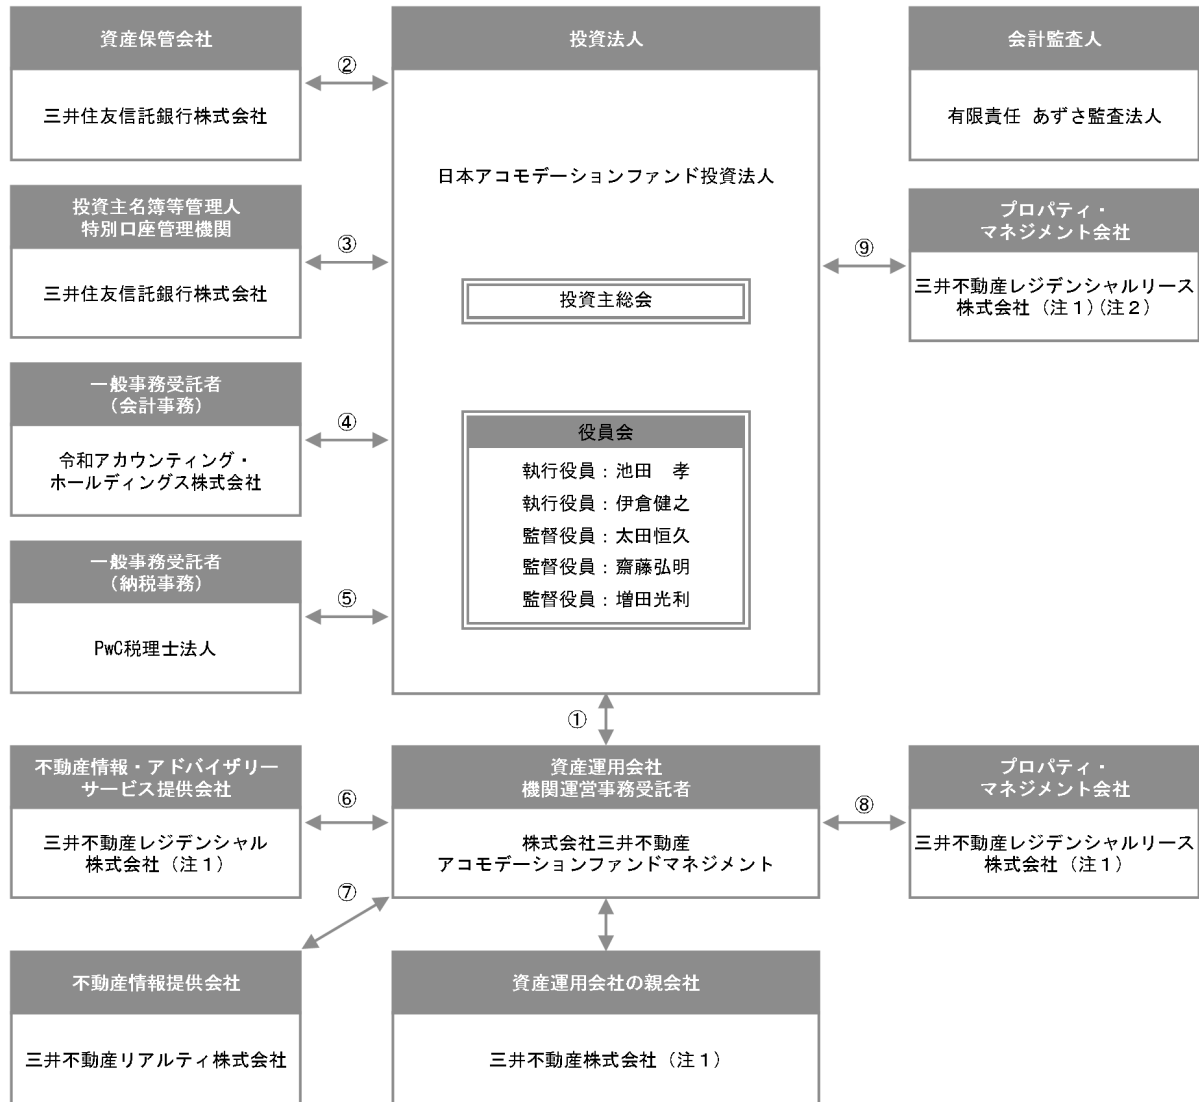 資産保管会社
三井住友信託銀行株式会社
②
投資主名簿等管理人
特別口座管理機関
三井住友信託銀行株式会社
③
一般事務受託者
（会計事務）
令和アカウンティング・
ホールディングス株式会社
④
一般事務受託者
（納税事務）
PwC税理士法人
⑤
投資法人
日本アコモデーションファンド投資法人
投資主総会
役員会
執行役員：池田　孝
執行役員：伊倉健之
監督役員：太田恒久
監督役員：齋藤弘明
監督役員：増田光利
会計監査人
有限責任 あずさ監査法人
⑨
プロパティ・
マネジメント会社
三井不動産レジデンシャルリース
株式会社（注１）(注２）
①
不動産情報・アドバイザリー
サービス提供会社
三井不動産レジデンシャル
株式会社（注１）
⑥
資産運用会社
機関運営事務受託者
株式会社三井不動産
アコモデーションファンドマネジメント
⑧
プロパティ・
マネジメント会社
三井不動産レジデンシャルリース
株式会社（注１）
⑦
不動産情報提供会社
三井不動産リアルティ株式会社
資産運用会社の親会社
三井不動産株式会社（注１）